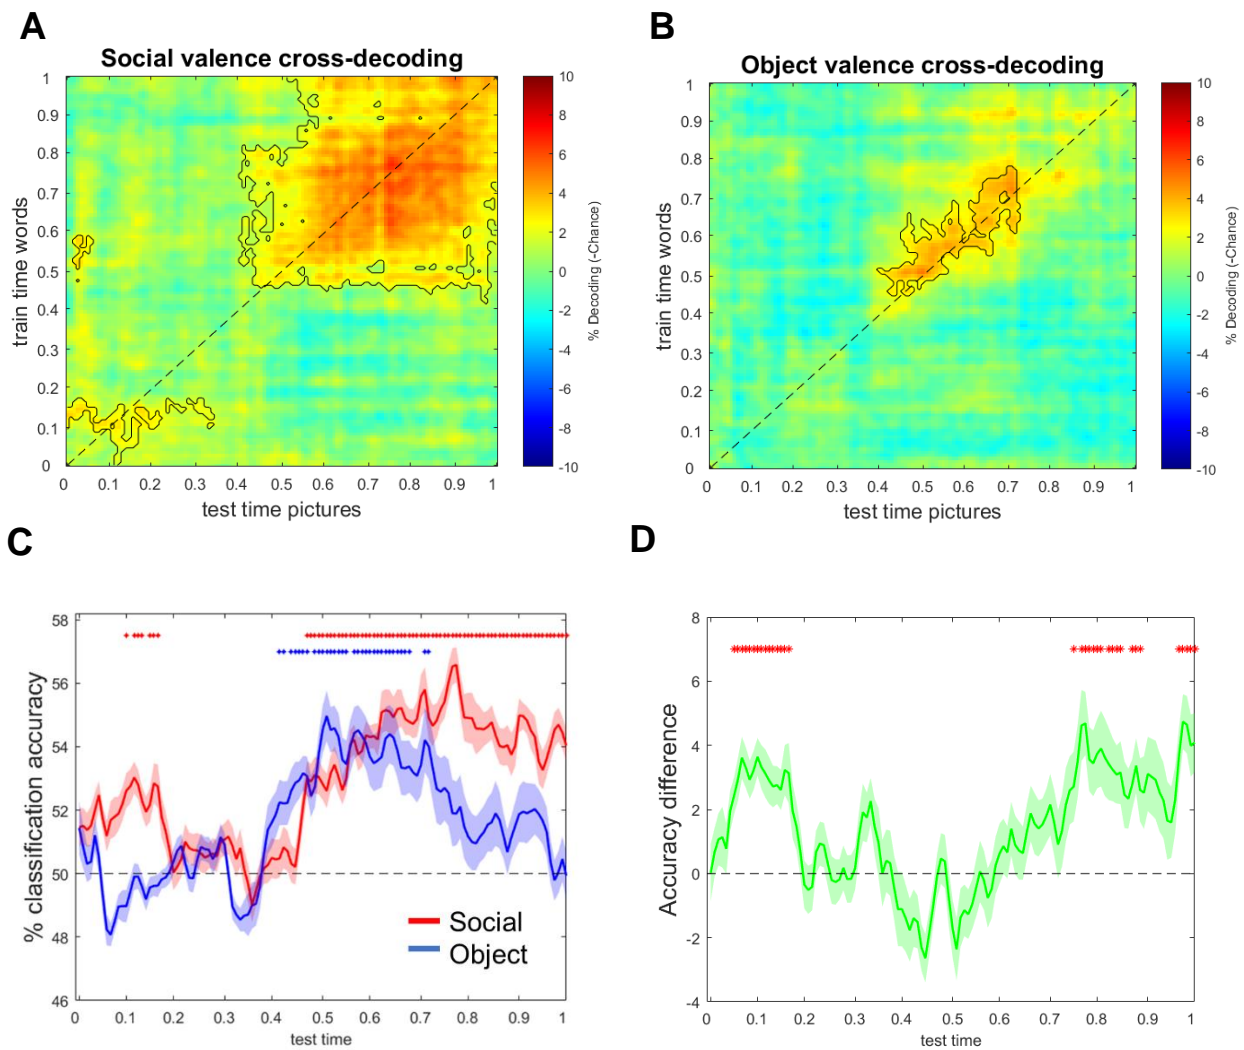 A
Social valence cross-decoding
1
0.9
0.8
0.7
0.6
0.5
0.4
0.3
0.2
0.1
0
train time words
0 0.1 0.2 0.3 0.4 0.5 0.6 0.7 0.8 0.9 1
test time pictures
10
8
6
4
2
0
-2
-4
-6
-8
-10
% Decoding (-Chance)
B
Object valence cross-decoding
1
0.9
0.8
0.7
0.6
0.5
0.4
0.3
0.2
0.1
0
train time words
0 0.1 0.2 0.3 0.4 0.5 0.6 0.7 0.8 0.9 1
test time pictures
10
8
6
4
2
0
-2
-4
-6
-8
-10
% Decoding (-Chance)
C
58
56
54
52
50
48
46
% classification accuracy
Social
Object
0 0.1 0.2 0.3 0.4 0.5 0.6 0.7 0.8 0.9 1
test time
D
8
6
4
2
0
-2
-4
Accuracy difference
0 0.1 0.2 0.3 0.4 0.5 0.6 0.7 0.8 0.9 1
test time